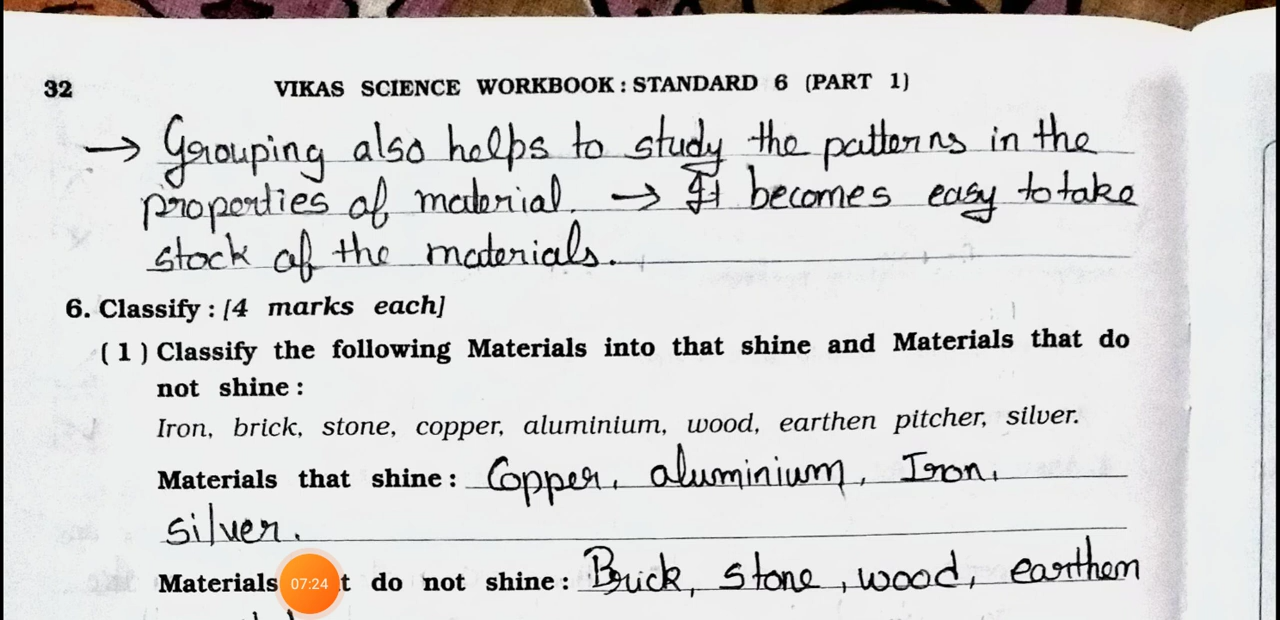 32 VIKAS SCIENCE WORKBOOK : STANDARD 6 (PART 1)
→ Grouping also helps to study the patterns in the
properties of material. → It becomes easy to take
stock of the materials.
6. Classify : [4 marks each]
( 1 ) Classify the following Materials into that shine and Materials that do
not shine :
Iron, brick, stone, copper, aluminium, wood, earthen pitcher, silver.
Materials that shine : Copper, aluminium, Iron,
silver.
Materials do not shine : Brick, stone, wood, earthen
07:24